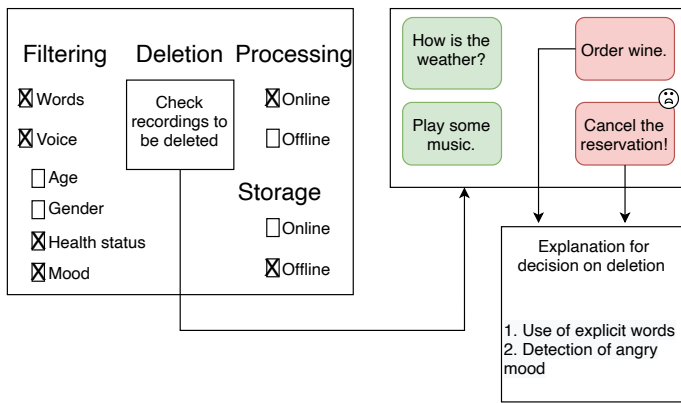 Filtering
Words
Voice
Age
Gender
Health status
Mood
Deletion
Check
recordings to
be deleted
Processing
Online
Offline
Storage
Online
Offline
How is the
weather?
Order wine.
Play some
music.
Cancel the
reservation!
Explanation for
decision on deletion
1. Use of explicit words
2. Detection of angry
mood